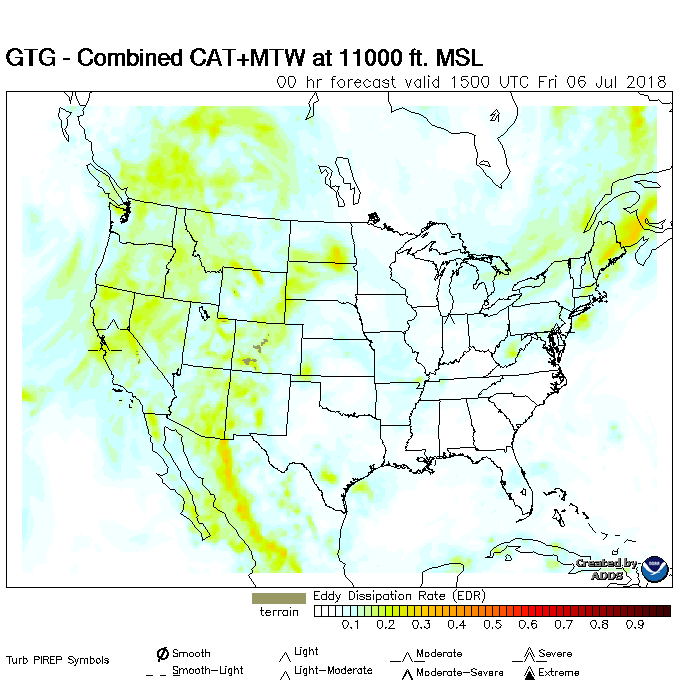 GTG - Combined CAT+MTW at 11000 ft. MSL
00 hr forecast valid 1500 UTC Fri 06 Jul 2018
Created by
ADDS
Eddy Dissipation Rate (EDR)
terrain
0.1 0.2 0.3 0.4 0.5 0.6 0.7 0.8 0.9
Turb PIREP Symbols
Smooth Light Moderate Severe
Smooth-Light Light-Moderate Moderate-Severe Extreme